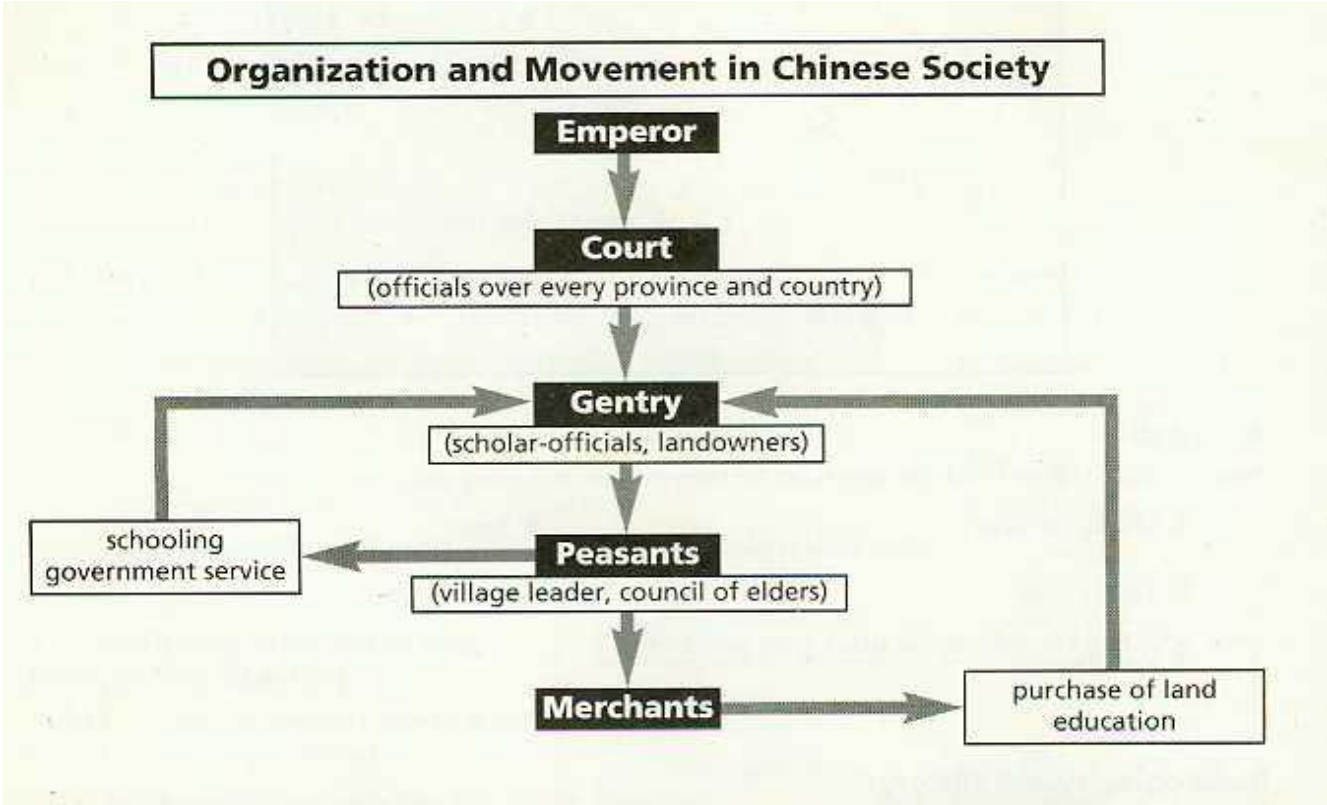 Organization and Movement in Chinese Society
Emperor
Court
(officials over every province and country)
Gentry
(scholar-officials, landowners)
schooling
government service
Peasants
(village leader, council of elders)
Merchants
purchase of land
education